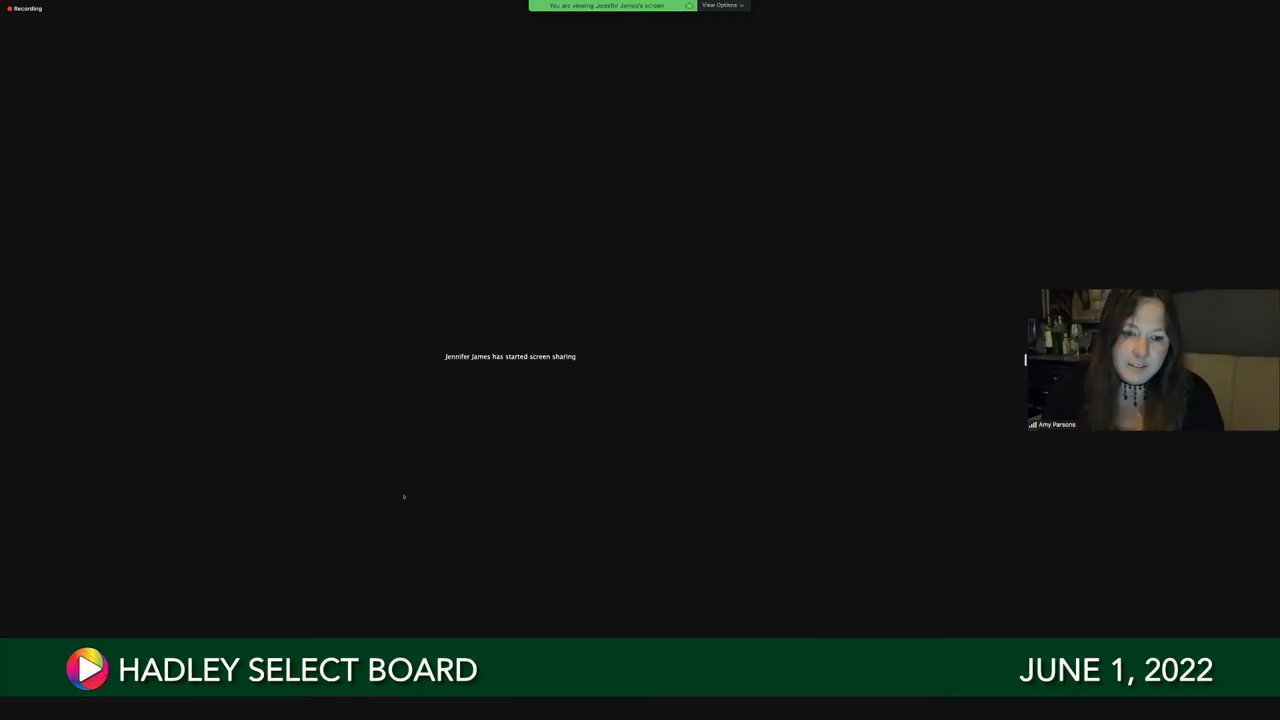 Recording
You are viewing Jennifer James's screen
View Options
Jennifer James has started screen sharing
Amy Parsons
HADLEY SELECT BOARD
JUNE 1, 2022